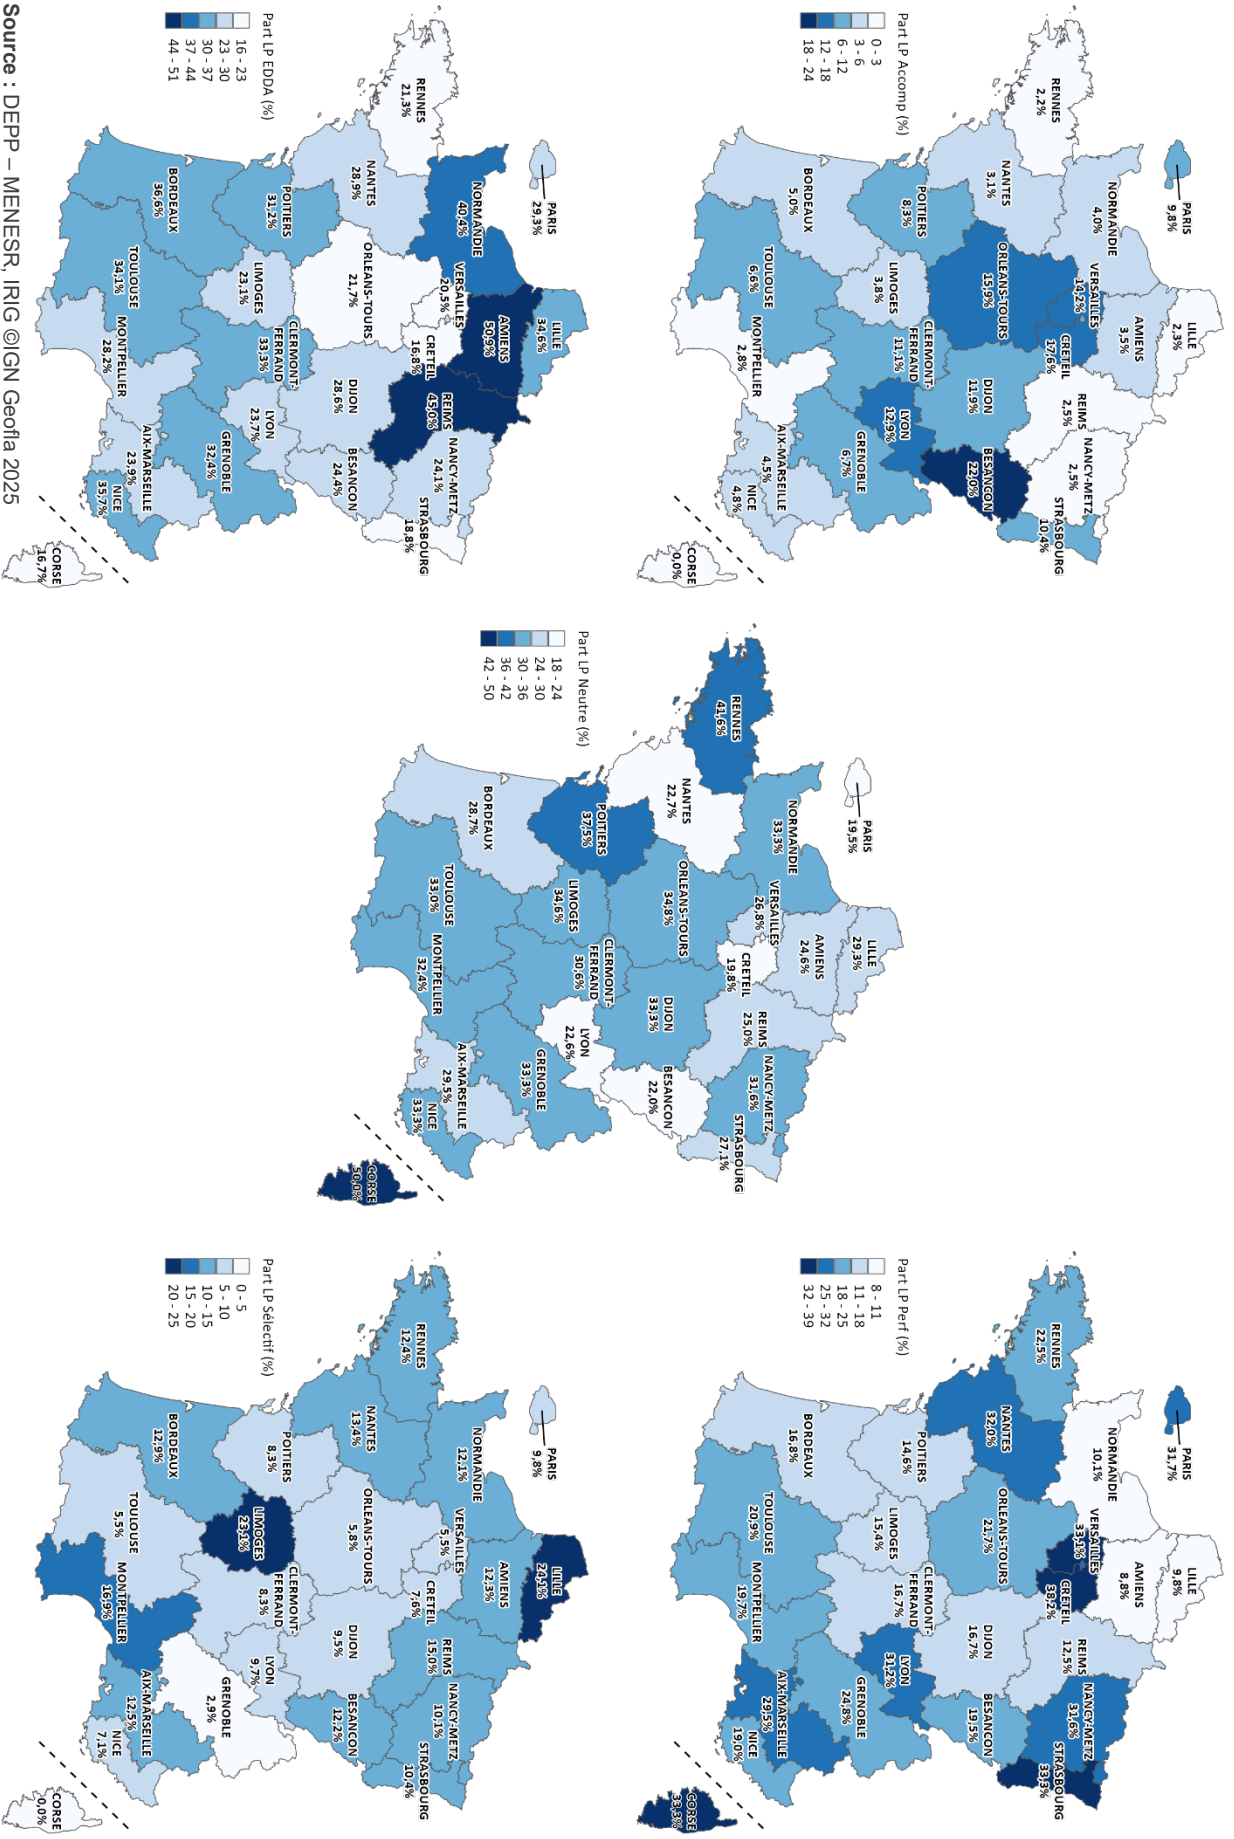 Part LP Accomp (%)
0 - 3
3 - 6
6 - 12
12 - 18
18 - 24
PARIS
9,8%
LILLE
2,3%
AMIENS
3,5%
NORMANDIE
4,0%
VERSAILLES
14,2%
CRETEIL
17,6%
REIMS
2,5%
NANCY-METZ
2,5%
STRASBOURG
10,4%
RENNES
2,2%
NANTES
3,1%
ORLEANS-TOURS
15,9%
DIJON
11,9%
BESANCON
22,0%
POITIERS
8,3%
LIMOGES
3,8%
CLERMONT-
FERRAND
11,1%
LYON
12,9%
GRENOBLE
6,7%
BORDEAUX
5,0%
TOULOUSE
6,6%
MONTPELLIER
2,8%
AIX-MARSEILLE
4,5%
NICE
4,8%
CORSE
0,0%
Part LP Perf (%)
8 - 11
11 - 18
18 - 25
25 - 32
32 - 39
PARIS
31,7%
LILLE
9,8%
AMIENS
8,8%
NORMANDIE
10,1%
VERSAILLES
33,1%
CRETEIL
38,2%
REIMS
12,5%
NANCY-METZ
31,6%
STRASBOURG
33,3%
RENNES
22,5%
NANTES
32,0%
ORLEANS-TOURS
21,7%
DIJON
16,7%
BESANCON
19,5%
POITIERS
14,6%
LIMOGES
15,4%
CLERMONT-
FERRAND
16,7%
LYON
31,2%
GRENOBLE
24,8%
BORDEAUX
16,8%
TOULOUSE
20,9%
MONTPELLIER
19,7%
AIX-MARSEILLE
29,5%
NICE
19,0%
CORSE
33,3%
Part LP Neutre (%)
18 - 24
24 - 30
30 - 36
36 - 42
42 - 50
PARIS
19,5%
LILLE
29,3%
AMIENS
24,6%
NORMANDIE
33,3%
VERSAILLES
26,8%
CRETEIL
19,8%
REIMS
25,0%
NANCY-METZ
31,6%
STRASBOURG
27,1%
RENNES
41,6%
NANTES
22,7%
ORLEANS-TOURS
34,8%
DIJON
33,3%
BESANCON
22,0%
POITIERS
37,5%
LIMOGES
34,6%
CLERMONT-
FERRAND
30,6%
LYON
22,6%
GRENOBLE
33,3%
BORDEAUX
28,7%
TOULOUSE
33,0%
MONTPELLIER
32,4%
AIX-MARSEILLE
29,5%
NICE
33,3%
CORSE
50,0%
Part LP EDDA (%)
16 - 23
23 - 30
30 - 37
37 - 44
44 - 51
PARIS
29,3%
LILLE
34,6%
AMIENS
50,9%
NORMANDIE
40,4%
VERSAILLES
20,5%
CRETEIL
16,8%
REIMS
45,0%
NANCY-METZ
24,1%
STRASBOURG
18,8%
RENNES
21,3%
NANTES
28,9%
ORLEANS-TOURS
21,7%
DIJON
28,6%
BESANCON
24,4%
POITIERS
31,2%
LIMOGES
23,1%
CLERMONT-
FERRAND
33,3%
LYON
23,7%
GRENOBLE
32,4%
BORDEAUX
36,6%
TOULOUSE
34,1%
MONTPELLIER
28,2%
AIX-MARSEILLE
23,9%
NICE
35,7%
CORSE
16,7%
Part LP Sélectif (%)
0 - 5
5 - 10
10 - 15
15 - 20
20 - 25
PARIS
9,8%
LILLE
24,1%
AMIENS
12,3%
NORMANDIE
12,1%
VERSAILLES
5,5%
CRETEIL
7,6%
REIMS
15,0%
NANCY-METZ
10,1%
STRASBOURG
10,4%
RENNES
12,4%
NANTES
13,4%
ORLEANS-TOURS
5,8%
DIJON
9,5%
BESANCON
12,2%
POITIERS
8,3%
LIMOGES
23,1%
CLERMONT-
FERRAND
8,3%
LYON
9,7%
GRENOBLE
2,9%
BORDEAUX
12,9%
TOULOUSE
5,5%
MONTPELLIER
16,9%
AIX-MARSEILLE
12,5%
NICE
7,1%
CORSE
0,0%
Source : DEPP – MENESR, IRIG ©IGN Geofla 2025